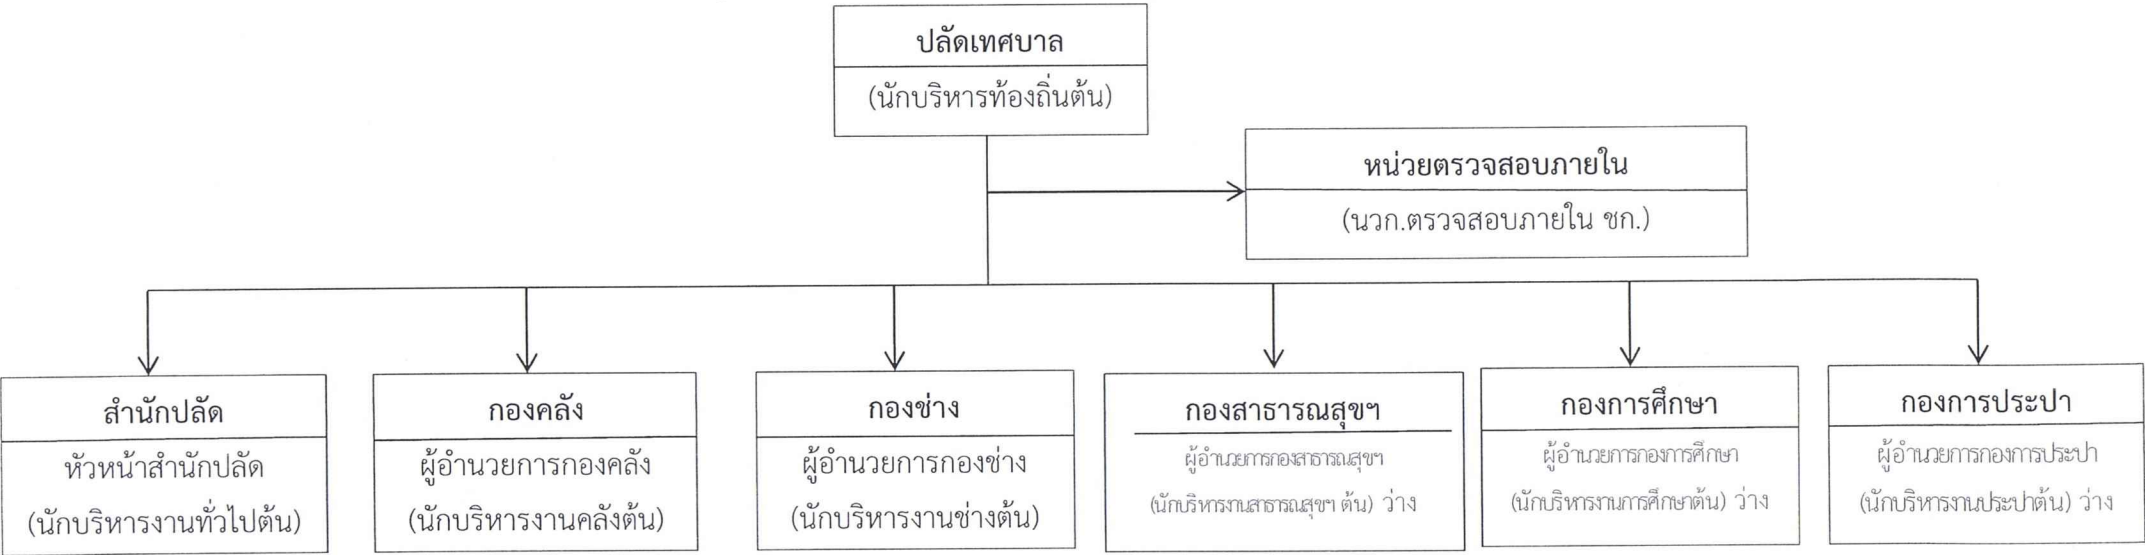 ปลัดเทศบาล
(นักบริหารท้องถิ่นต้น)
หน่วยตรวจสอบภายใน
(นวก.ตรวจสอบภายใน ชก.)
สำนักปลัด
หัวหน้าสำนักปลัด
(นักบริหารงานทั่วไปต้น)
กองคลัง
ผู้อำนวยการกองคลัง
(นักบริหารงานคลังต้น)
กองช่าง
ผู้อำนวยการกองช่าง
(นักบริหารงานช่างต้น)
กองสาธารณสุขฯ
ผู้อำนวยการกองสาธารณสุขฯ
(นักบริหารงานสาธารณสุขฯ ต้น) ว่าง
กองการศึกษา
ผู้อำนวยการกองการศึกษา
(นักบริหารงานการศึกษาต้น) ว่าง
กองการประปา
ผู้อำนวยการกองการประปา
(นักบริหารงานประปาต้น) ว่าง